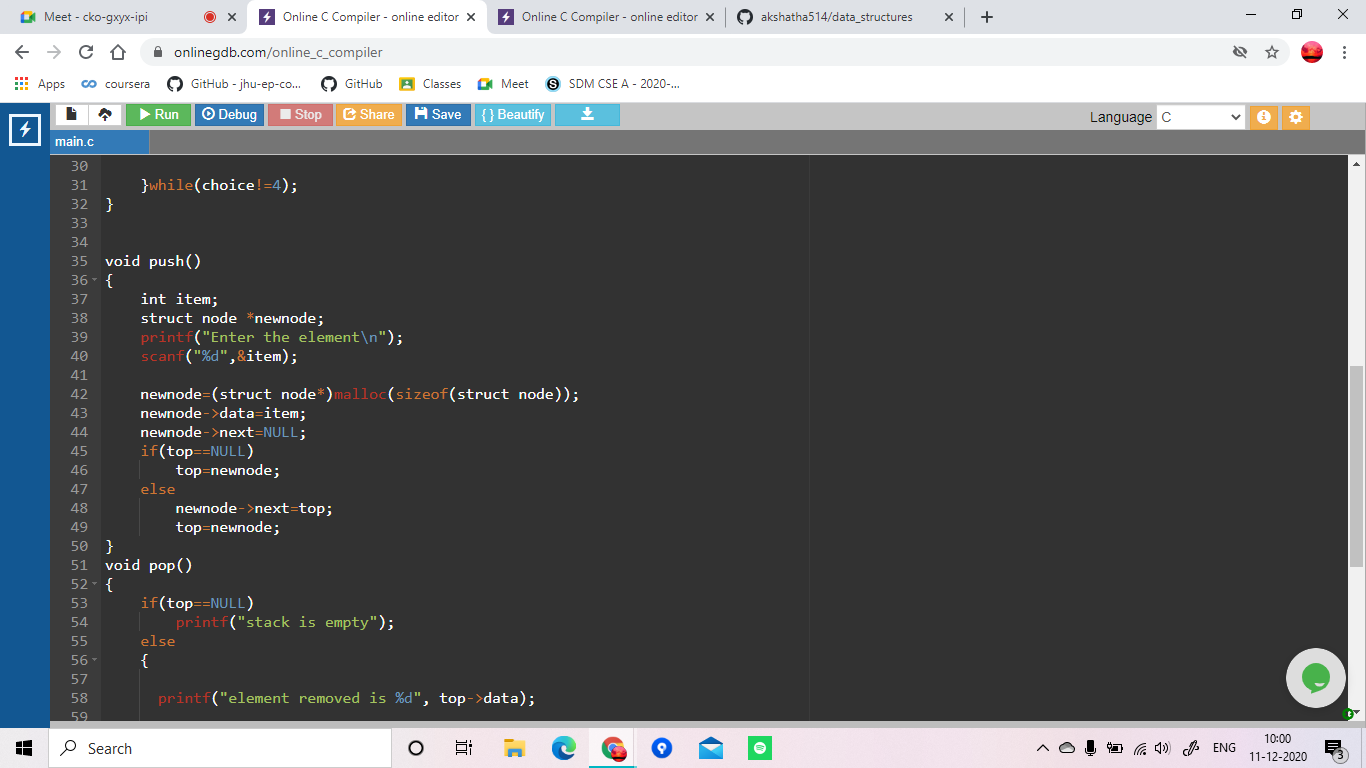 Meet - cko-gxyx-ipi
Online C Compiler - online editor
Online C Compiler - online editor
akshatha514/data_structures
onlinegdb.com/online_c_compiler
Apps coursera GitHub - jhu-ep-co... GitHub Classes Meet SDM CSE A - 2020-...
Run Debug Stop Share Save { } Beautify Language C
main.c
30
31 }while(choice!=4);
32 }
33
34
35 void push()
36 {
37 int item;
38 struct node *newnode;
39 printf("Enter the element\n");
40 scanf("%d",&item);
41
42 newnode=(struct node*)malloc(sizeof(struct node));
43 newnode->data=item;
44 newnode->next=NULL;
45 if(top==NULL)
46 top=newnode;
47 else
48 newnode->next=top;
49 top=newnode;
50 }
51 void pop()
52 {
53 if(top==NULL)
54 printf("stack is empty");
55 else
56 {
57
58 printf("element removed is %d", top->data);
59
Search
ENG
10:00
11-12-2020
3